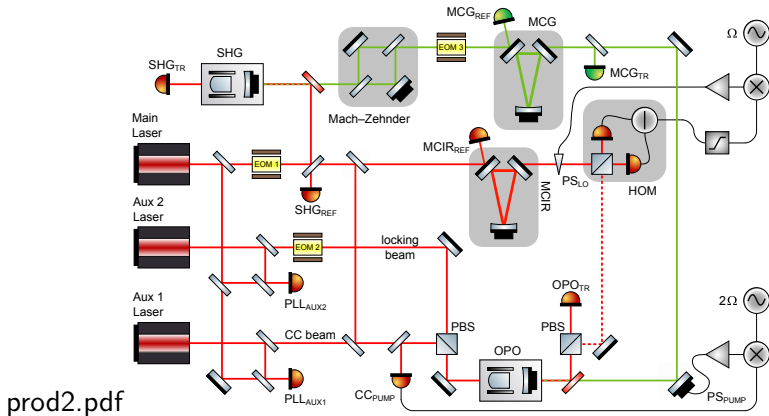 MCG_REF
MCG
SHG
EOM 3
Ω
SHG_TR
MCG_TR
Mach–Zehnder
Main
Laser
MCIR_REF
EOM 1
MCIR
PS_LO
HOM
SHG_REF
Aux 2
Laser
EOM 2
locking
beam
PLL_AUX2
OPO_TR
2Ω
Aux 1
Laser
CC beam
PBS
PBS
OPO
PLL_AUX1
CC_PUMP
PS_PUMP
prod2.pdf